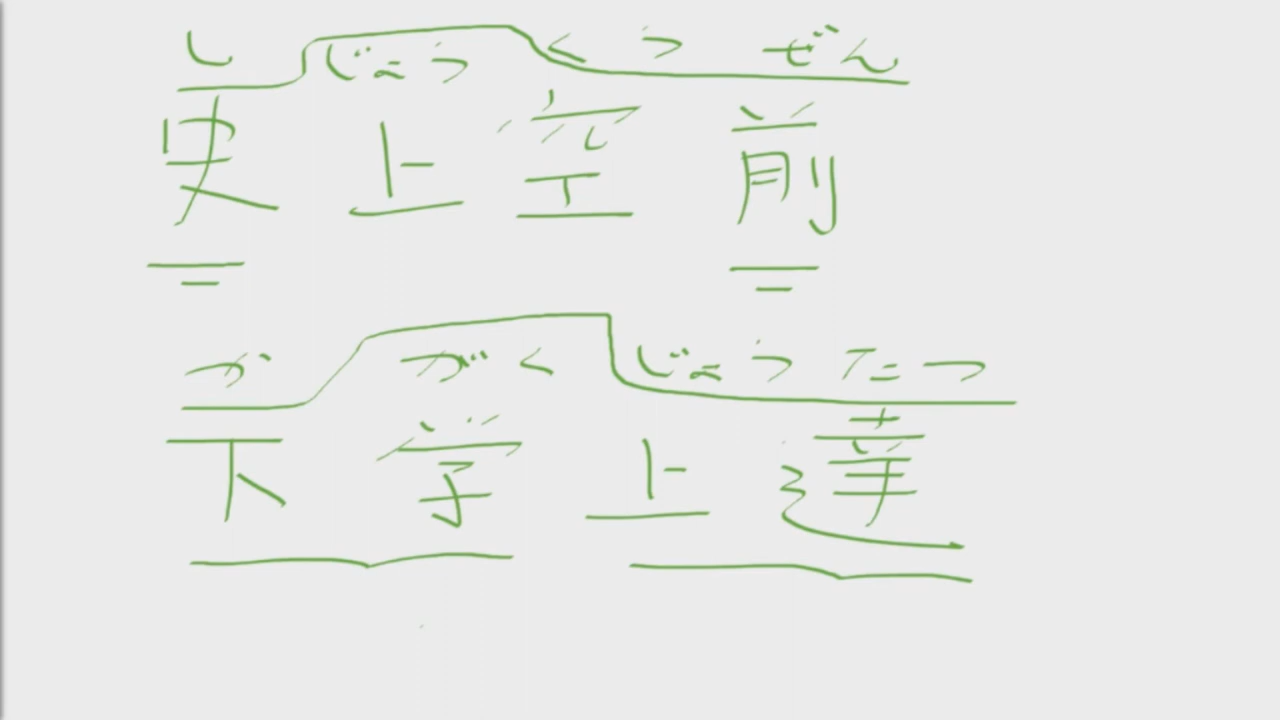 しじょうくうぜん
史上空前
かがくじょうたつ
下学上達